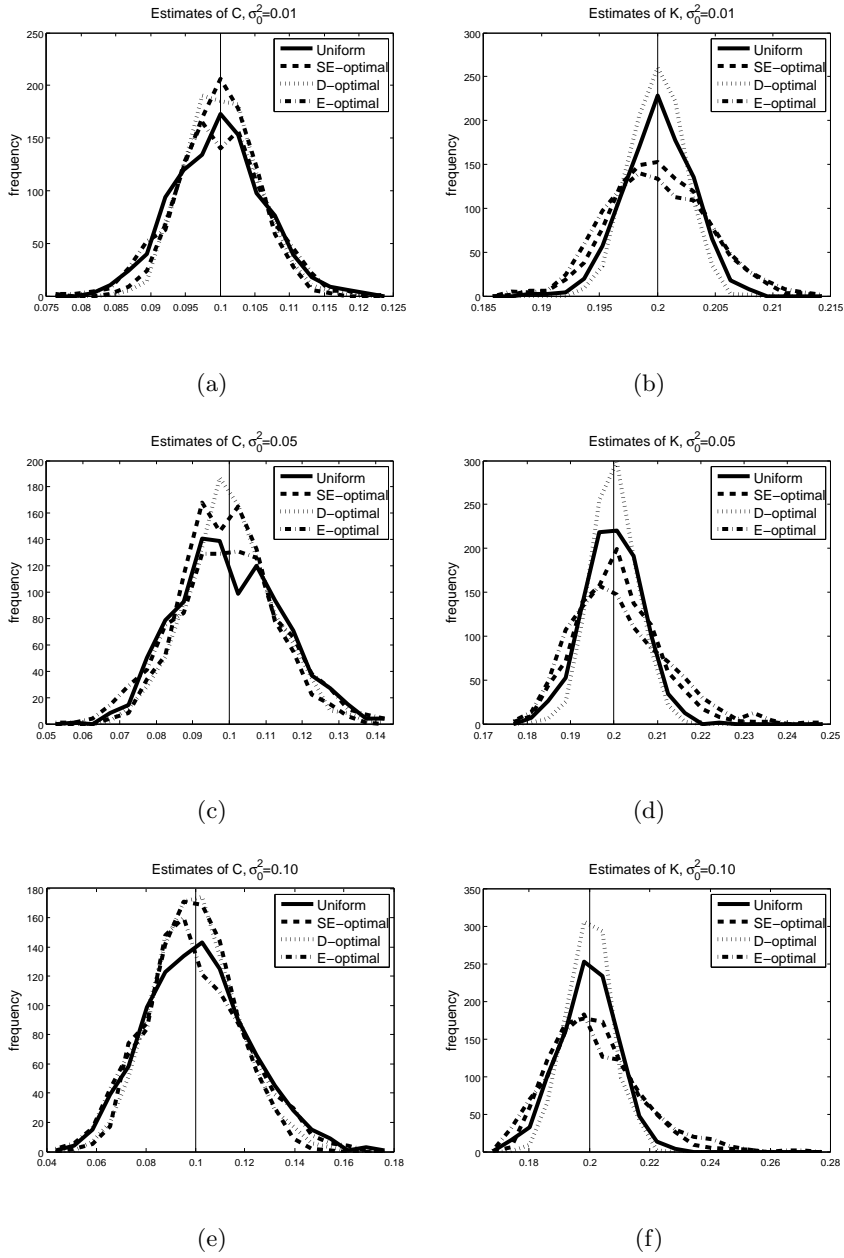 Estimates of C, σ₀²=0.01
250
200
150
100
50
0
frequency
0.075 0.08 0.085 0.09 0.095 0.1 0.105 0.11 0.115 0.12 0.125
Uniform
SE−optimal
D−optimal
E−optimal
(a)
Estimates of K, σ₀²=0.01
300
250
200
150
100
50
0
frequency
0.185 0.19 0.195 0.2 0.205 0.21 0.215
Uniform
SE−optimal
D−optimal
E−optimal
(b)
Estimates of C, σ₀²=0.05
200
180
160
140
120
100
80
60
40
20
0
frequency
0.05 0.06 0.07 0.08 0.09 0.1 0.11 0.12 0.13 0.14
Uniform
SE−optimal
D−optimal
E−optimal
(c)
Estimates of K, σ₀²=0.05
300
250
200
150
100
50
0
frequency
0.17 0.18 0.19 0.2 0.21 0.22 0.23 0.24 0.25
Uniform
SE−optimal
D−optimal
E−optimal
(d)
Estimates of C, σ₀²=0.10
180
160
140
120
100
80
60
40
20
0
frequency
0.04 0.06 0.08 0.1 0.12 0.14 0.16 0.18
Uniform
SE−optimal
D−optimal
E−optimal
(e)
Estimates of K, σ₀²=0.10
350
300
250
200
150
100
50
0
frequency
0.18 0.2 0.22 0.24 0.26 0.28
Uniform
SE−optimal
D−optimal
E−optimal
(f)